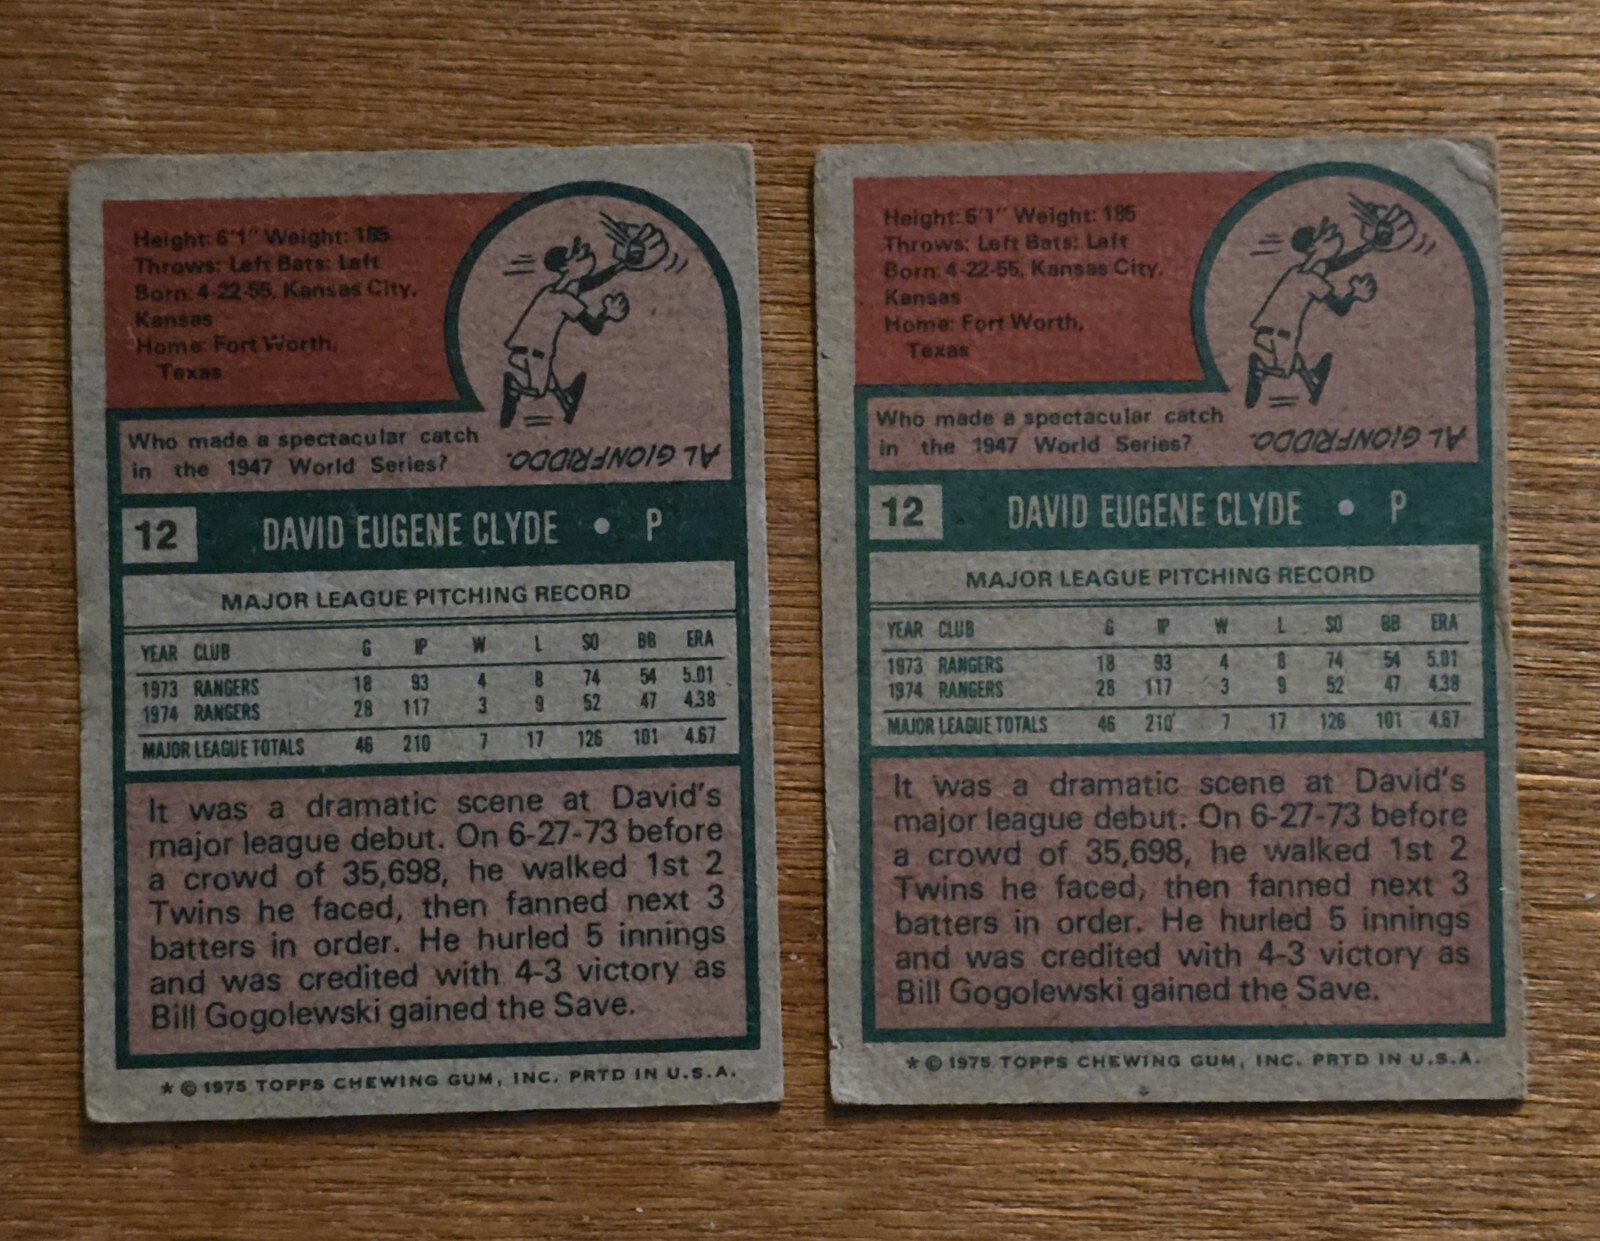 Height: 6'1" Weight: 185
Throws: Left Bats: Left
Born: 4-22-55, Kansas City,
Kansas
Home: Fort Worth,
Texas
Who made a spectacular catch
in the 1947 World Series?
AL GIONFRIDDO.
12 DAVID EUGENE CLYDE • P
MAJOR LEAGUE PITCHING RECORD
YEAR CLUB G IP W L SO BB ERA
1973 RANGERS 18 93 4 8 74 54 5.01
1974 RANGERS 28 117 3 9 52 47 4.38
MAJOR LEAGUE TOTALS 46 210 7 17 126 101 4.67
It was a dramatic scene at David's
major league debut. On 6-27-73 before
a crowd of 35,698, he walked 1st 2
Twins he faced, then fanned next 3
batters in order. He hurled 5 innings
and was credited with 4-3 victory as
Bill Gogolewski gained the Save.
* © 1975 TOPPS CHEWING GUM, INC. PRTD IN U.S.A.
Height: 6'1" Weight: 185
Throws: Left Bats: Left
Born: 4-22-55, Kansas City,
Kansas
Home: Fort Worth,
Texas
Who made a spectacular catch
in the 1947 World Series?
AL GIONFRIDDO.
12 DAVID EUGENE CLYDE • P
MAJOR LEAGUE PITCHING RECORD
YEAR CLUB G IP W L SO BB ERA
1973 RANGERS 18 93 4 8 74 54 5.01
1974 RANGERS 28 117 3 9 52 47 4.38
MAJOR LEAGUE TOTALS 46 210 7 17 126 101 4.67
It was a dramatic scene at David's
major league debut. On 6-27-73 before
a crowd of 35,698, he walked 1st 2
Twins he faced, then fanned next 3
batters in order. He hurled 5 innings
and was credited with 4-3 victory as
Bill Gogolewski gained the Save.
* © 1975 TOPPS CHEWING GUM, INC. PRTD IN U.S.A.